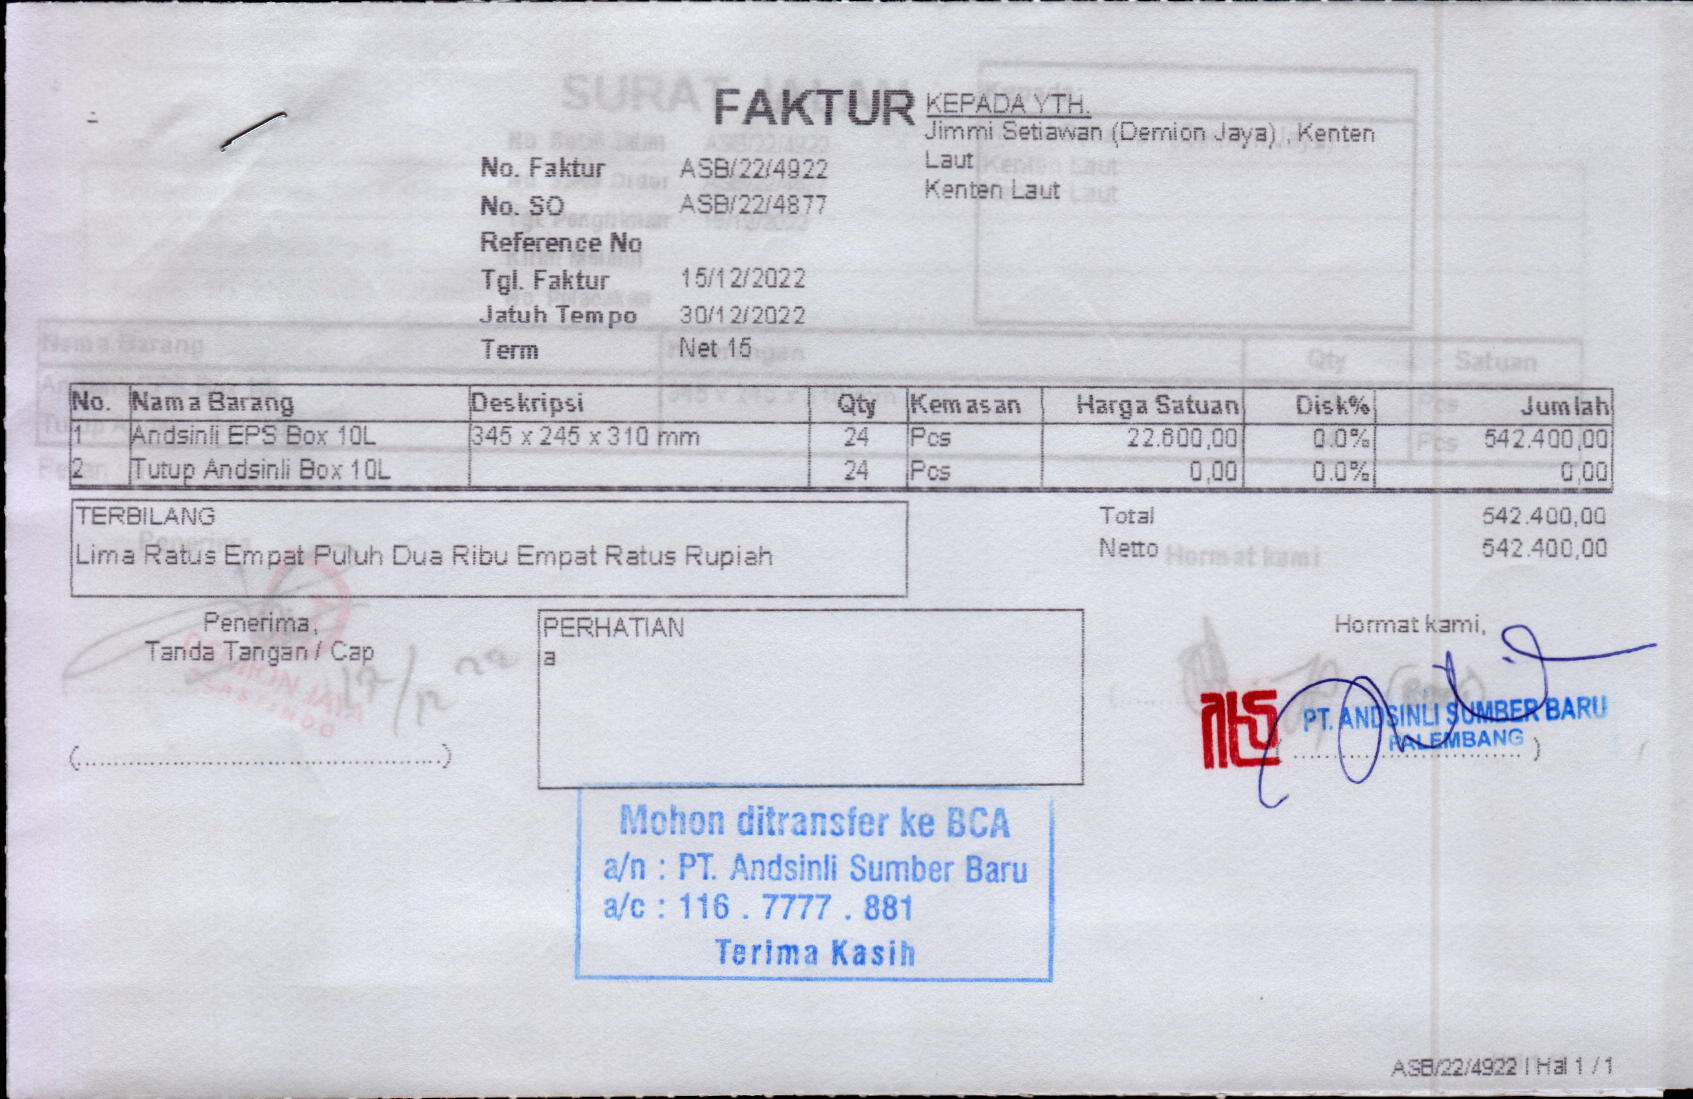 FAKTUR
KEPADA YTH.
Jimmi Setiawan (Demion Jaya) , Kenten
Laut
Kenten Laut
No. Faktur ASB/22/4922
No. SO ASB/22/4877
Reference No
Tgl. Faktur 15/12/2022
Jatuh Tempo 30/12/2022
Term Net 15
No. Nama Barang Deskripsi Qty Kemasan Harga Satuan Disk% Jumlah
1 Andsinli EPS Box 10L 345 x 245 x 310 mm 24 Pcs 22.600,00 0.0% 542.400,00
2 Tutup Andsinli Box 10L 24 Pcs 0,00 0.0% 0,00
TERBILANG
Lima Ratus Empat Puluh Dua Ribu Empat Ratus Rupiah
Total 542.400,00
Netto 542.400,00
Penerima,
Tanda Tangan / Cap
(..............................................)
PERHATIAN
a
Hormat kami,
PT. ANDSINLI SUMBER BARU
PALEMBANG
Mohon ditransfer ke BCA
a/n : PT. Andsinli Sumber Baru
a/c : 116 . 7777 . 881
Terima Kasih
ASB/22/4922 | Hal 1 / 1